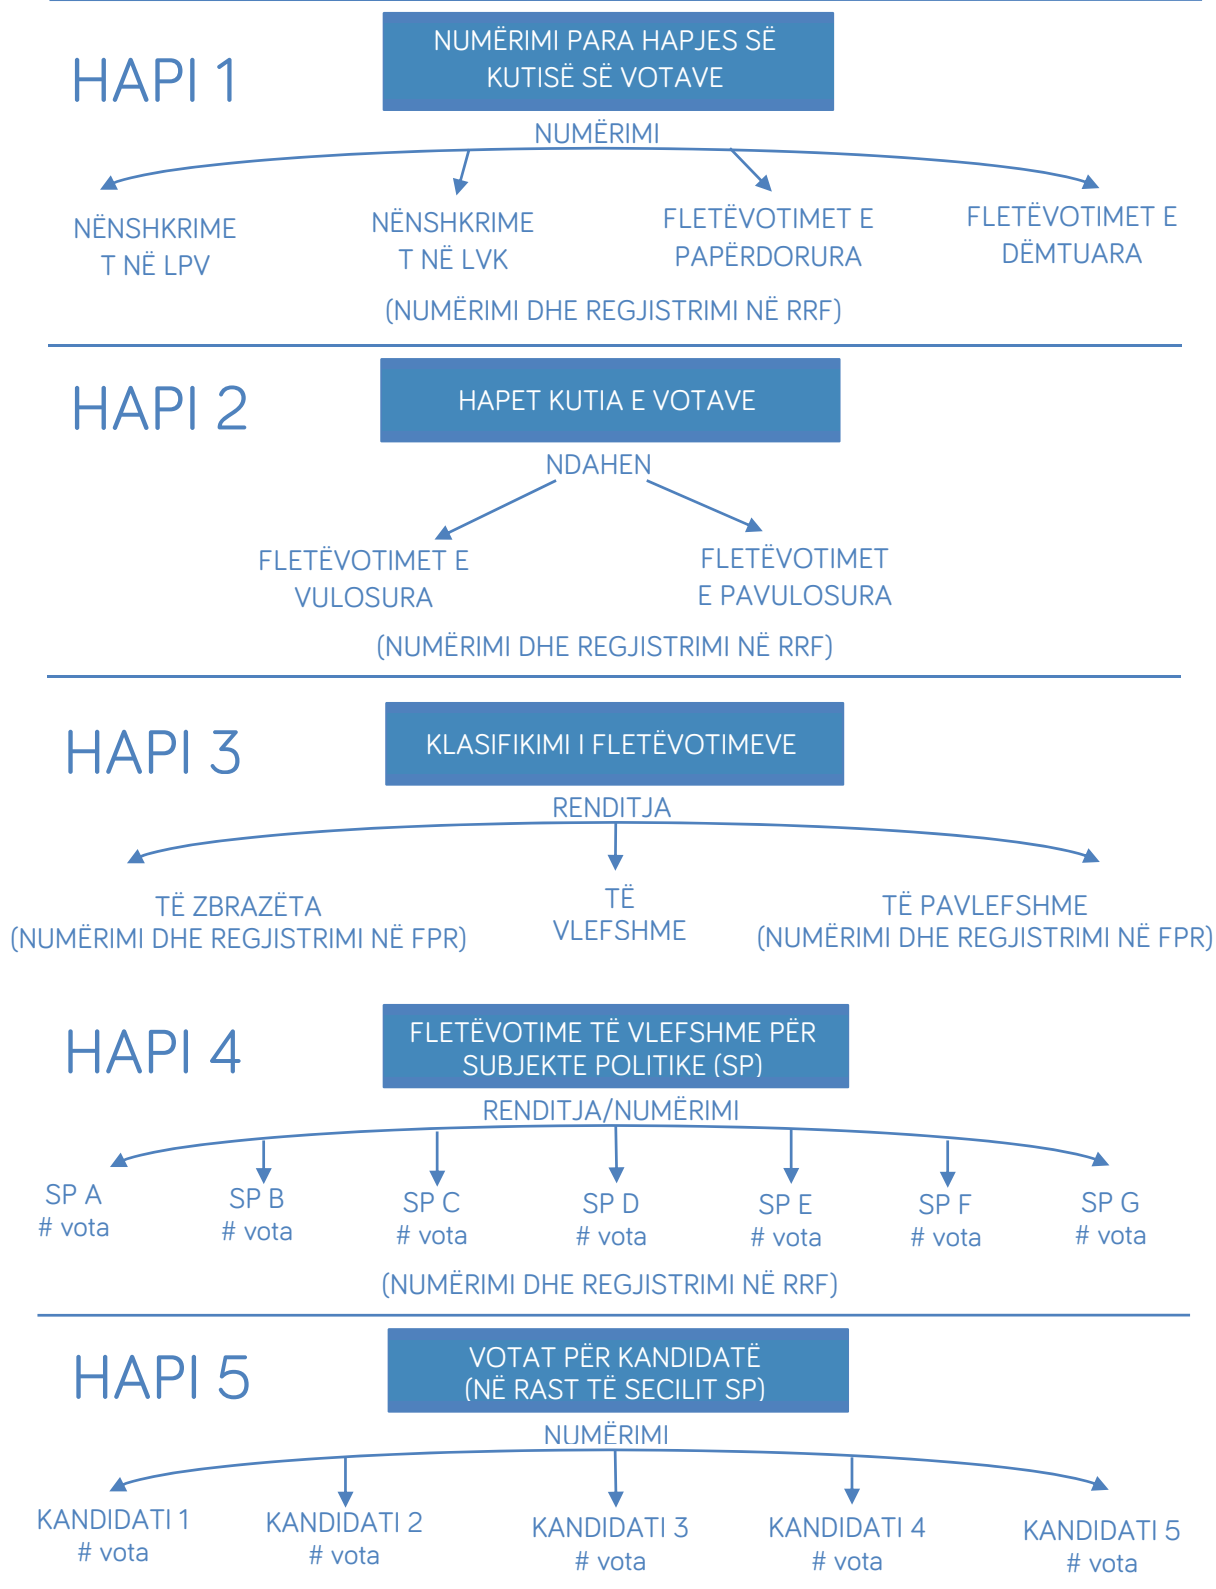 HAPI 1
NUMËRIMI PARA HAPJES SË
KUTISË SË VOTAVE
NUMËRIMI
NËNSHKRIME
T NË LPV
NËNSHKRIME
T NË LVK
FLETËVOTIMET E
PAPËRDORURA
FLETËVOTIMET E
DËMTUARA
(NUMËRIMI DHE REGJISTRIMI NË RRF)
HAPI 2
HAPET KUTIA E VOTAVE
NDAHEN
FLETËVOTIMET E
VULOSURA
FLETËVOTIMET
E PAVULOSURA
(NUMËRIMI DHE REGJISTRIMI NË RRF)
HAPI 3
KLASIFIKIMI I FLETËVOTIMEVE
RENDITJA
TË ZBRAZËTA
(NUMËRIMI DHE REGJISTRIMI NË FPR)
TË
VLEFSHME
TË PAVLEFSHME
(NUMËRIMI DHE REGJISTRIMI NË FPR)
HAPI 4
FLETËVOTIME TË VLEFSHME PËR
SUBJEKTE POLITIKE (SP)
RENDITJA/NUMËRIMI
SP A
# vota
SP B
# vota
SP C
# vota
SP D
# vota
SP E
# vota
SP F
# vota
SP G
# vota
(NUMËRIMI DHE REGJISTRIMI NË RRF)
HAPI 5
VOTAT PËR KANDIDATË
(NË RAST TË SECILIT SP)
NUMËRIMI
KANDIDATI 1
# vota
KANDIDATI 2
# vota
KANDIDATI 3
# vota
KANDIDATI 4
# vota
KANDIDATI 5
# vota